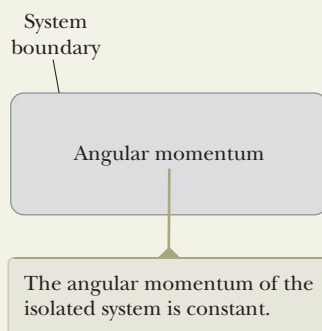 System
boundary
Angular momentum
The angular momentum of the
isolated system is constant.